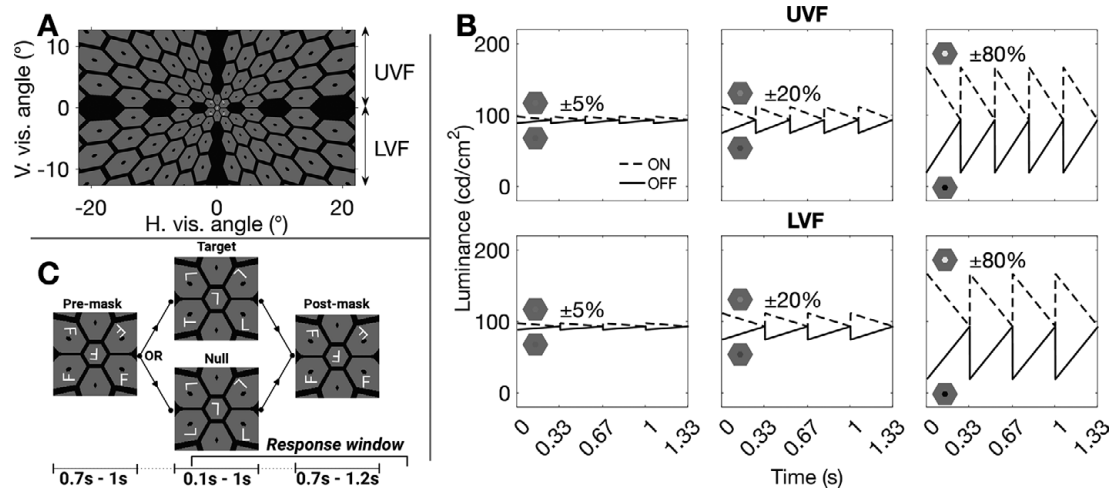 A
V. vis. angle (°)
10
0
-10
UVF
LVF
-20
0
20
H. vis. angle (°)
B
UVF
Luminance (cd/cm²)
200
100
0
±5%
ON
OFF
±20%
±80%
LVF
200
100
0
±5%
±20%
±80%
0
0.33
0.67
1
1.33
0
0.33
0.67
1
1.33
0
0.33
0.67
1
1.33
Time (s)
C
Target
L L
L
T L
Pre-mask
F F
F
F F
OR
Null
L L
L
L L
Post-mask
F F
F
F F
Response window
0.7s - 1s
0.1s - 1s
0.7s - 1.2s